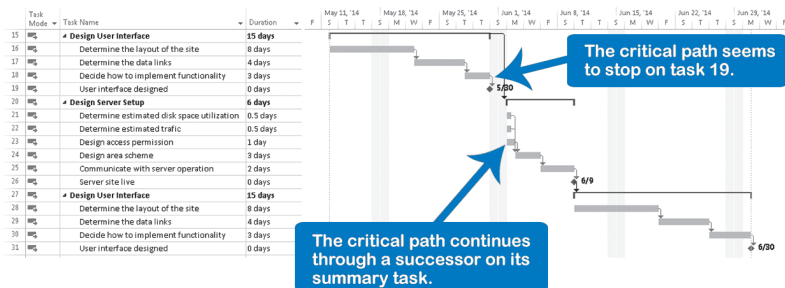 Task Mode Task Name Duration
May 11, '14 May 18, '14 May 25, '14 Jun 1, '14 Jun 8, '14 Jun 15, '14 Jun 22, '14 Jun 29, '14
F S M W F S T T S M W F S T T S M W F S T T S M W F
15 Design User Interface 15 days
16 Determine the layout of the site 8 days
17 Determine the data links 4 days
18 Decide how to implement functionality 3 days
19 User interface designed 0 days 5/30
20 Design Server Setup 6 days
21 Determine estimated disk space utilization 0.5 days
22 Determine estimated trafic 0.5 days
23 Design access permission 1 day
24 Design area scheme 3 days
25 Communicate with server operation 2 days
26 Server site live 0 days 6/9
27 Design User Interface 15 days
28 Determine the layout of the site 8 days
29 Determine the data links 4 days
30 Decide how to implement functionality 3 days
31 User interface designed 0 days 6/30
The critical path seems
to stop on task 19.
The critical path continues
through a successor on its
summary task.